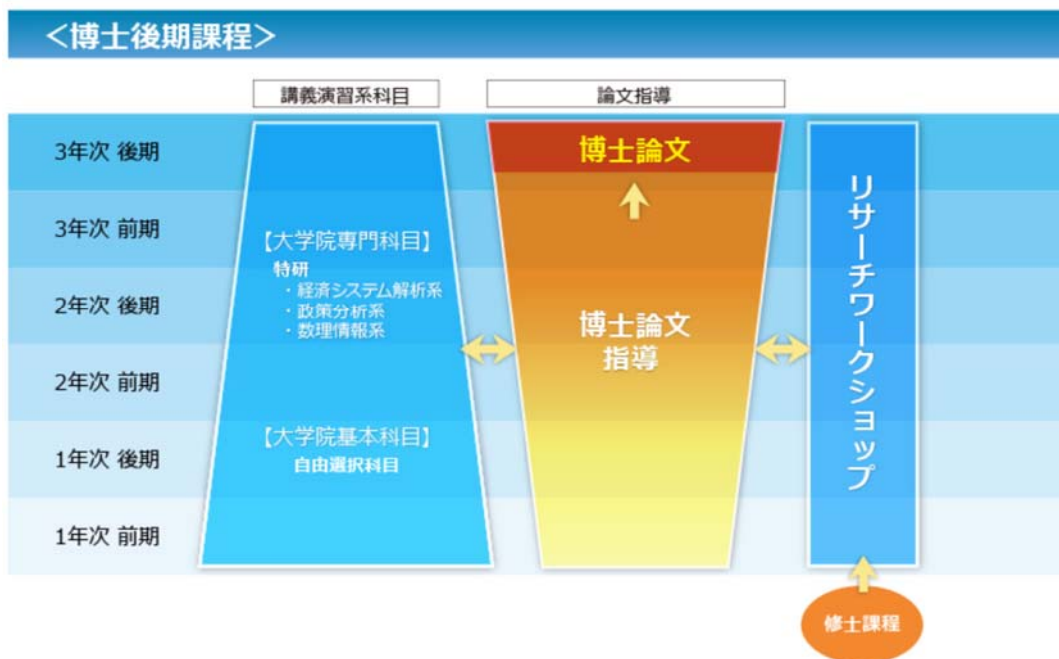 ＜博士後期課程＞
講義演習系科目
論文指導
3年次 後期
3年次 前期
2年次 後期
2年次 前期
1年次 後期
1年次 前期
【大学院専門科目】
特研
・経済システム解析系
・政策分析系
・数理情報系
【大学院基本科目】
自由選択科目
博士論文
博士論文
指導
リサーチワークショップ
修士課程